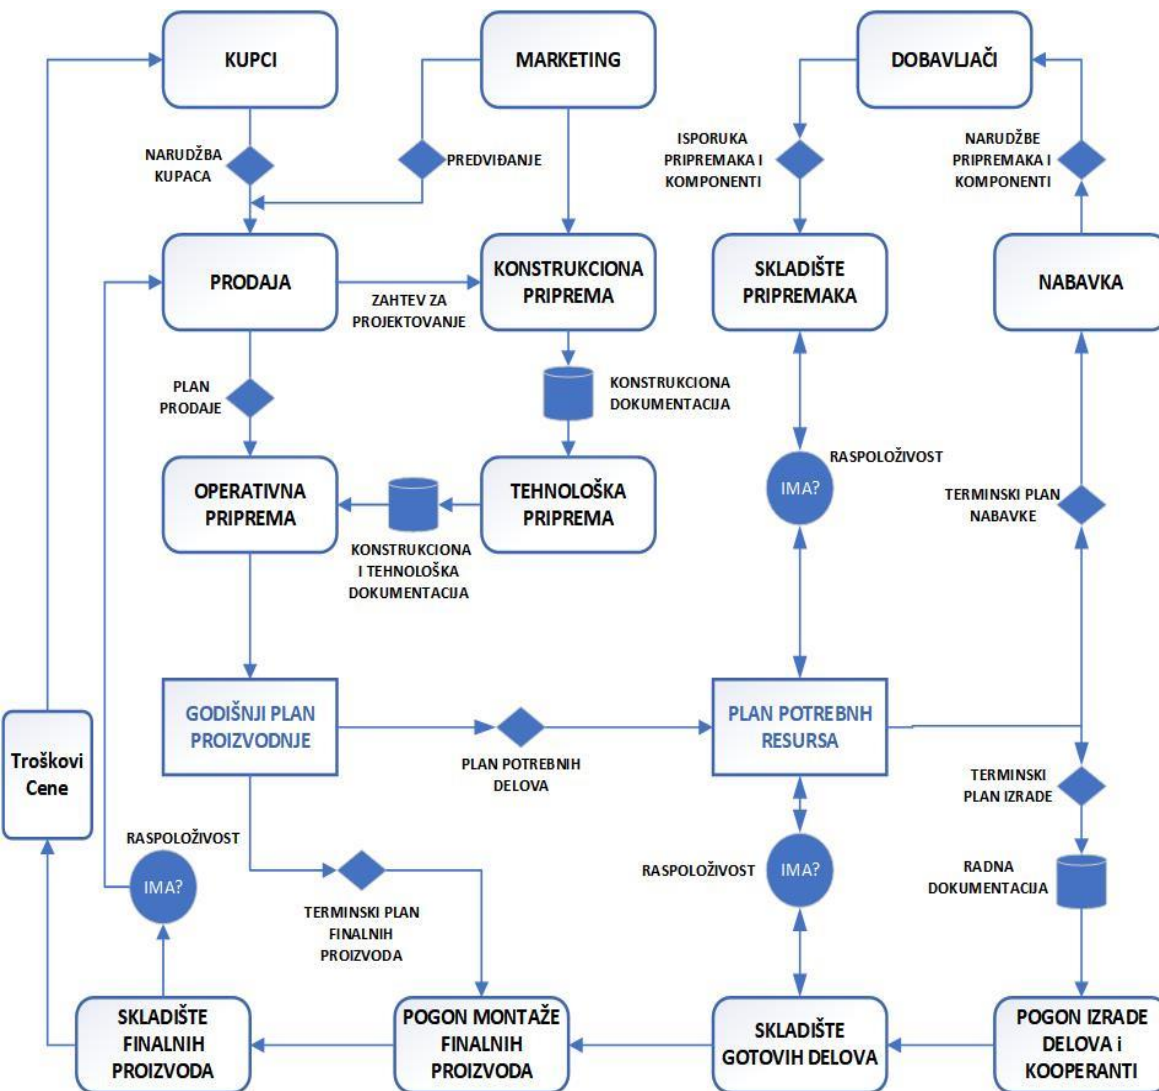 KUPCI
MARKETING
DOBAVLJAČI
NARUDŽBA
KUPACA
PREDVIĐANJE
ISPORUKA
PRIPREMAKA I
KOMPONENTI
NARUDŽBE
PRIPREMAKA I
KOMPONENTI
PRODAJA
ZAHTEV ZA
PROJEKTOVANJE
KONSTRUKCIONA
PRIPREMA
SKLADIŠTE
PRIPREMAKA
NABAVKA
PLAN
PRODAJE
KONSTRUKCIONA
DOKUMENTACIJA
OPERATIVNA
PRIPREMA
KONSTRUKCIONA
I TEHNOLOŠKA
DOKUMENTACIJA
TEHNOLOŠKA
PRIPREMA
RASPOLOŽIVOST
IMA?
TERMINSKI PLAN
NABAVKE
GODIŠNJI PLAN
PROIZVODNJE
PLAN POTREBNIH
DELOVA
PLAN POTREBNH
RESURSA
Troškovi
Cene
TERMINSKI
PLAN IZRADE
RASPOLOŽIVOST
IMA?
TERMINSKI PLAN
FINALNIH
PROIZVODA
RASPOLOŽIVOST
IMA?
RADNA
DOKUMENTACIJA
SKLADIŠTE
FINALNIH
PROIZVODA
POGON MONTAŽE
FINALNIH
PROIZVODA
SKLADIŠTE
GOTOVIH DELOVA
POGON IZRADE
DELOVA i
KOOPERANTI